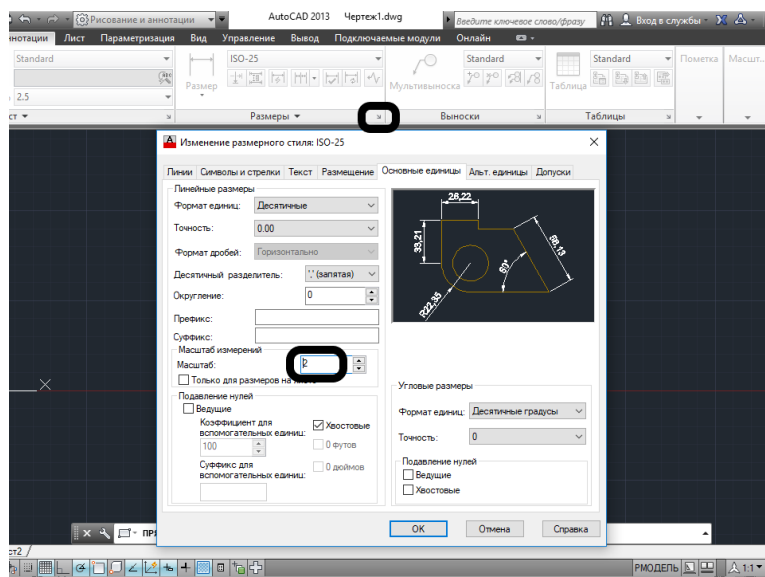 Рисование и аннотации
AutoCAD 2013 Чертеж1.dwg
Введите ключевое слово/фразу
Вход в службы
Лист Параметризация Вид Управление Вывод Подключаемые модули Онлайн
Standard
ISO-25
Standard
Standard
Пометка
Масшт...
Размер
Мультивыноска
Таблица
2.5
Размеры
Выноски
Таблицы
Изменение размерного стиля: ISO-25
Линии Символы и стрелки Текст Размещение Основные единицы Альт. единицы Допуски
Линейные размеры
Формат единиц: Десятичные
Точность: 0.00
Формат дробей: Горизонтально
Десятичный разделитель: ',' (запятая)
Округление: 0
Префикс:
Суффикс:
Масштаб измерений
Масштаб: 2
Только для размеров на листе
Подавление нулей
Ведущие
Коэффициент для вспомогательных единиц:
100
Суффикс для вспомогательных единиц:
Хвостовые
0 футов
0 дюймов
26,22
33,21
58,13
60°
R22,35
Угловые размеры
Формат единиц: Десятичные градусы
Точность: 0
Подавление нулей
Ведущие
Хвостовые
OK Отмена Справка
РМОДЕЛЬ
1:1